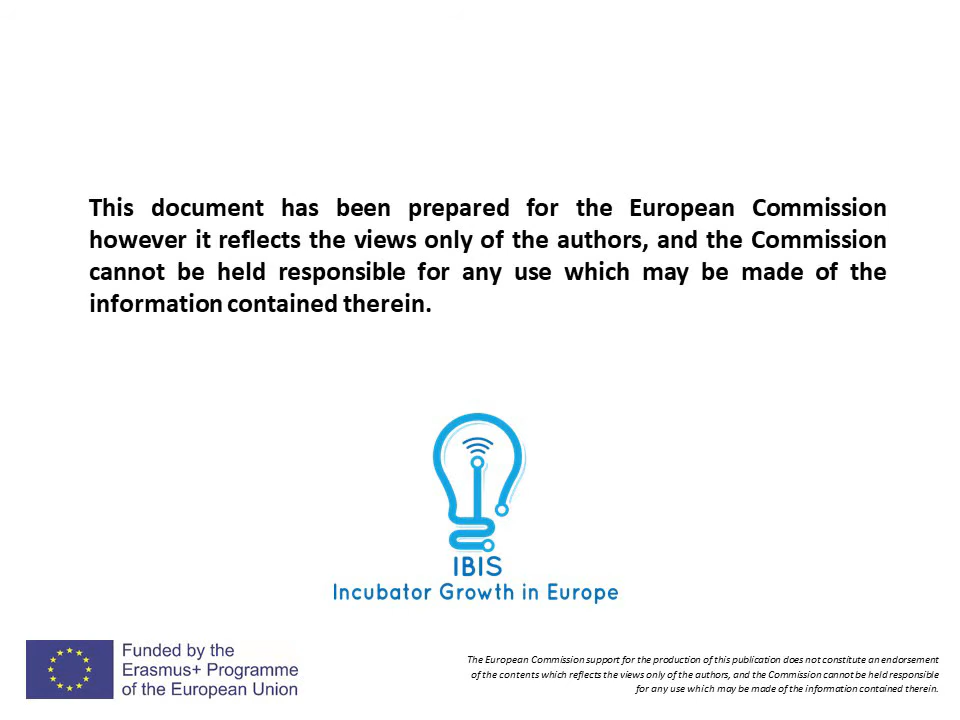 This document has been prepared for the European Commission
however it reflects the views only of the authors, and the Commission
cannot be held responsible for any use which may be made of the
information contained therein.
IBIS
Incubator Growth in Europe
Funded by the
Erasmus+ Programme
of the European Union
The European Commission support for the production of this publication does not constitute an endorsement
of the contents which reflects the views only of the authors, and the Commission cannot be held responsible
for any use which may be made of the information contained therein.